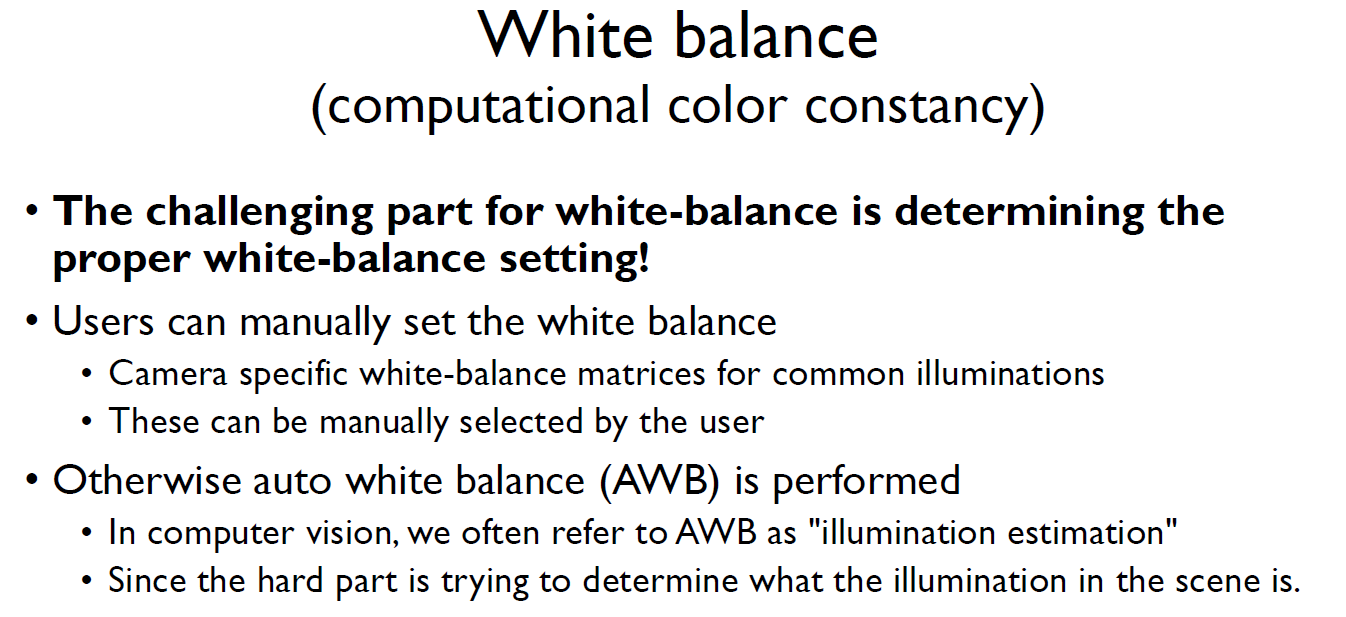 White balance
(computational color constancy)
• The challenging part for white-balance is determining the
proper white-balance setting!
• Users can manually set the white balance
• Camera specific white-balance matrices for common illuminations
• These can be manually selected by the user
• Otherwise auto white balance (AWB) is performed
• In computer vision, we often refer to AWB as "illumination estimation"
• Since the hard part is trying to determine what the illumination in the scene is.